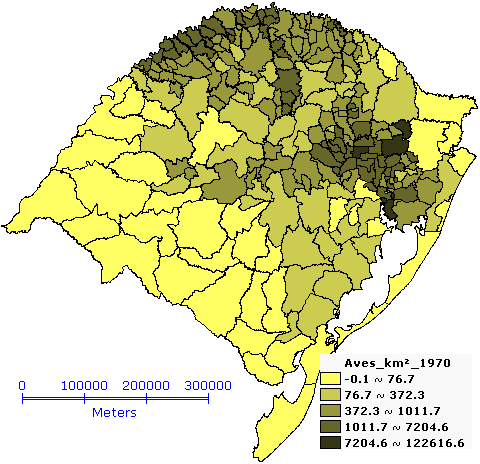 Aves_km²_1970
-0.1 ~ 76.7
76.7 ~ 372.3
372.3 ~ 1011.7
1011.7 ~ 7204.6
7204.6 ~ 122616.6
0 100000 200000 300000
Meters